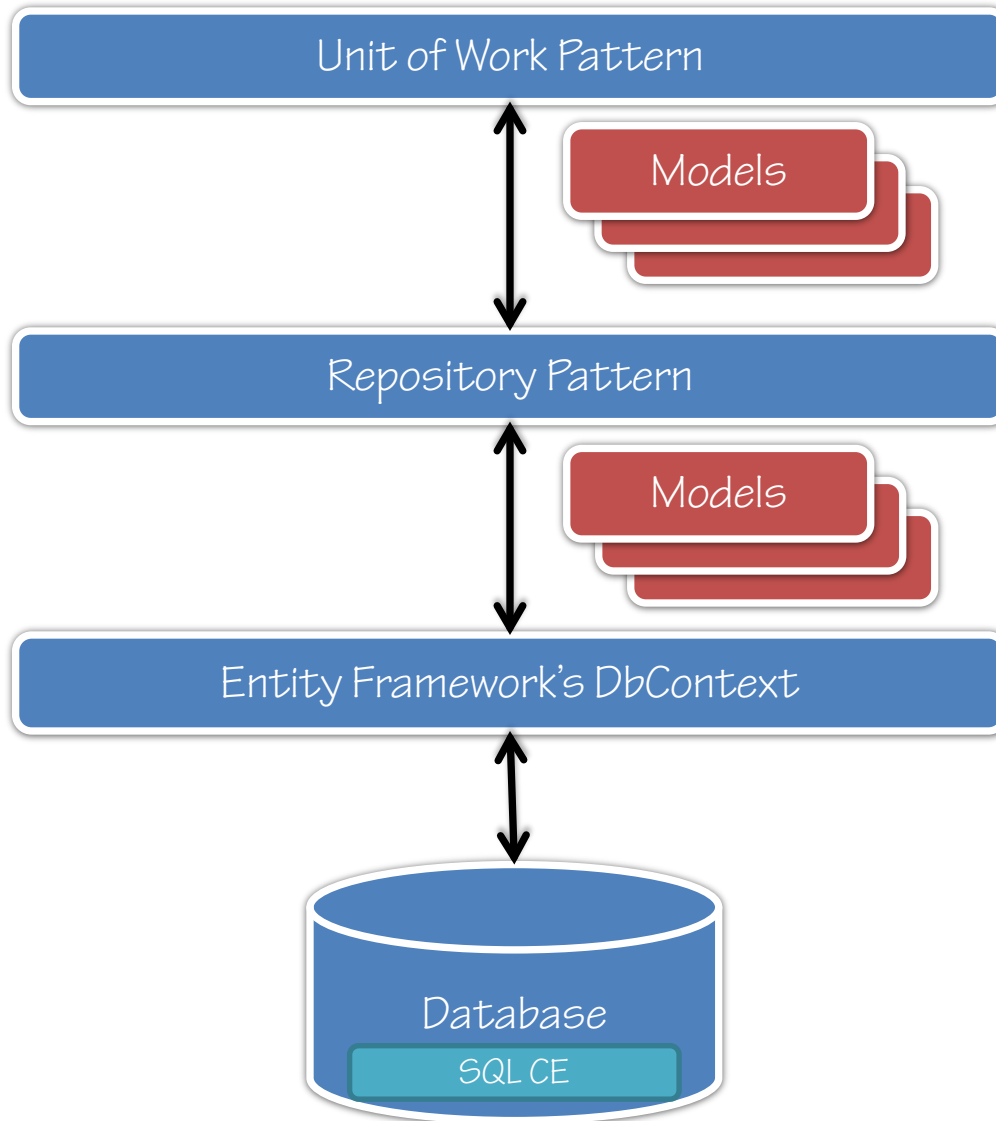 Unit of Work Pattern
Models
Repository Pattern
Models
Entity Framework's DbContext
Database
SQL CE